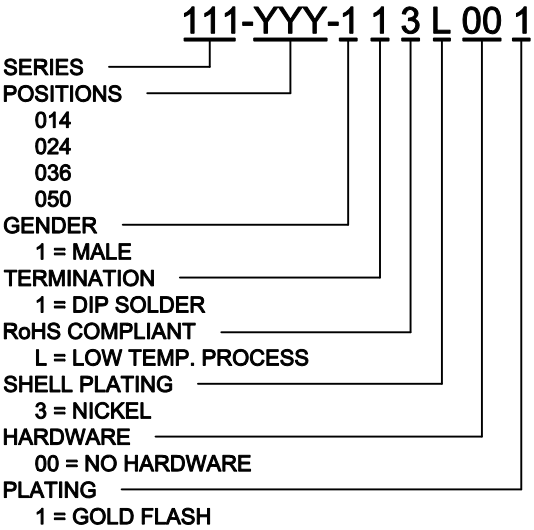 111-YYY-1 1 3 L 00 1
SERIES
POSITIONS
014
024
036
050
GENDER
1 = MALE
TERMINATION
1 = DIP SOLDER
RoHS COMPLIANT
L = LOW TEMP. PROCESS
SHELL PLATING
3 = NICKEL
HARDWARE
00 = NO HARDWARE
PLATING
1 = GOLD FLASH